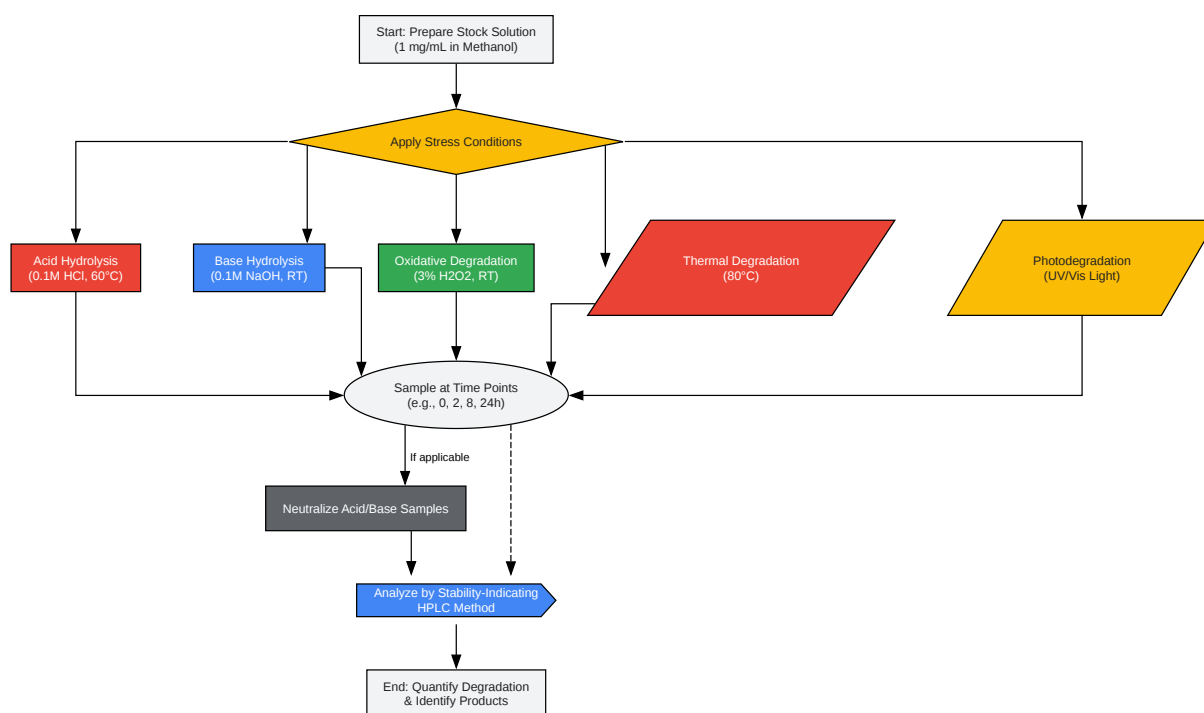 Start: Prepare Stock Solution
(1 mg/mL in Methanol)
Apply Stress Conditions
Acid Hydrolysis
(0.1M HCl, 60°C)
Base Hydrolysis
(0.1M NaOH, RT)
Oxidative Degradation
(3% H2O2, RT)
Thermal Degradation
(80°C)
Photodegradation
(UV/Vis Light)
Sample at Time Points
(e.g., 0, 2, 8, 24h)
If applicable
Neutralize Acid/Base Samples
Analyze by Stability-Indicating
HPLC Method
End: Quantify Degradation
& Identify Products